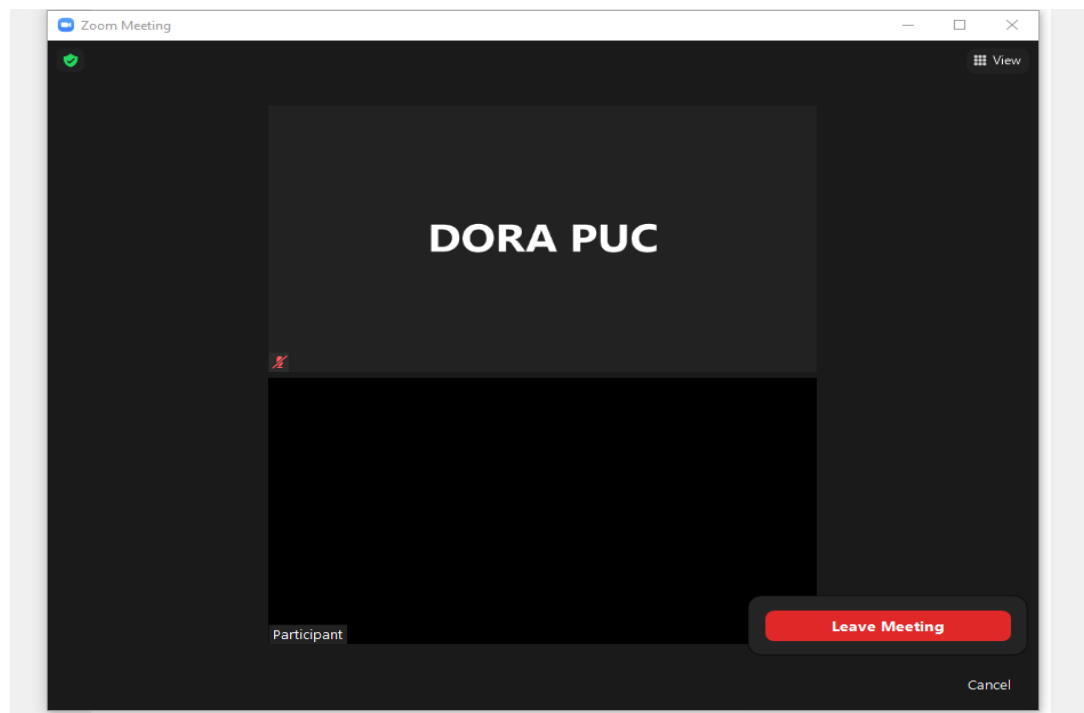 Zoom Meeting
View
DORA PUC
Participant
Leave Meeting
Cancel